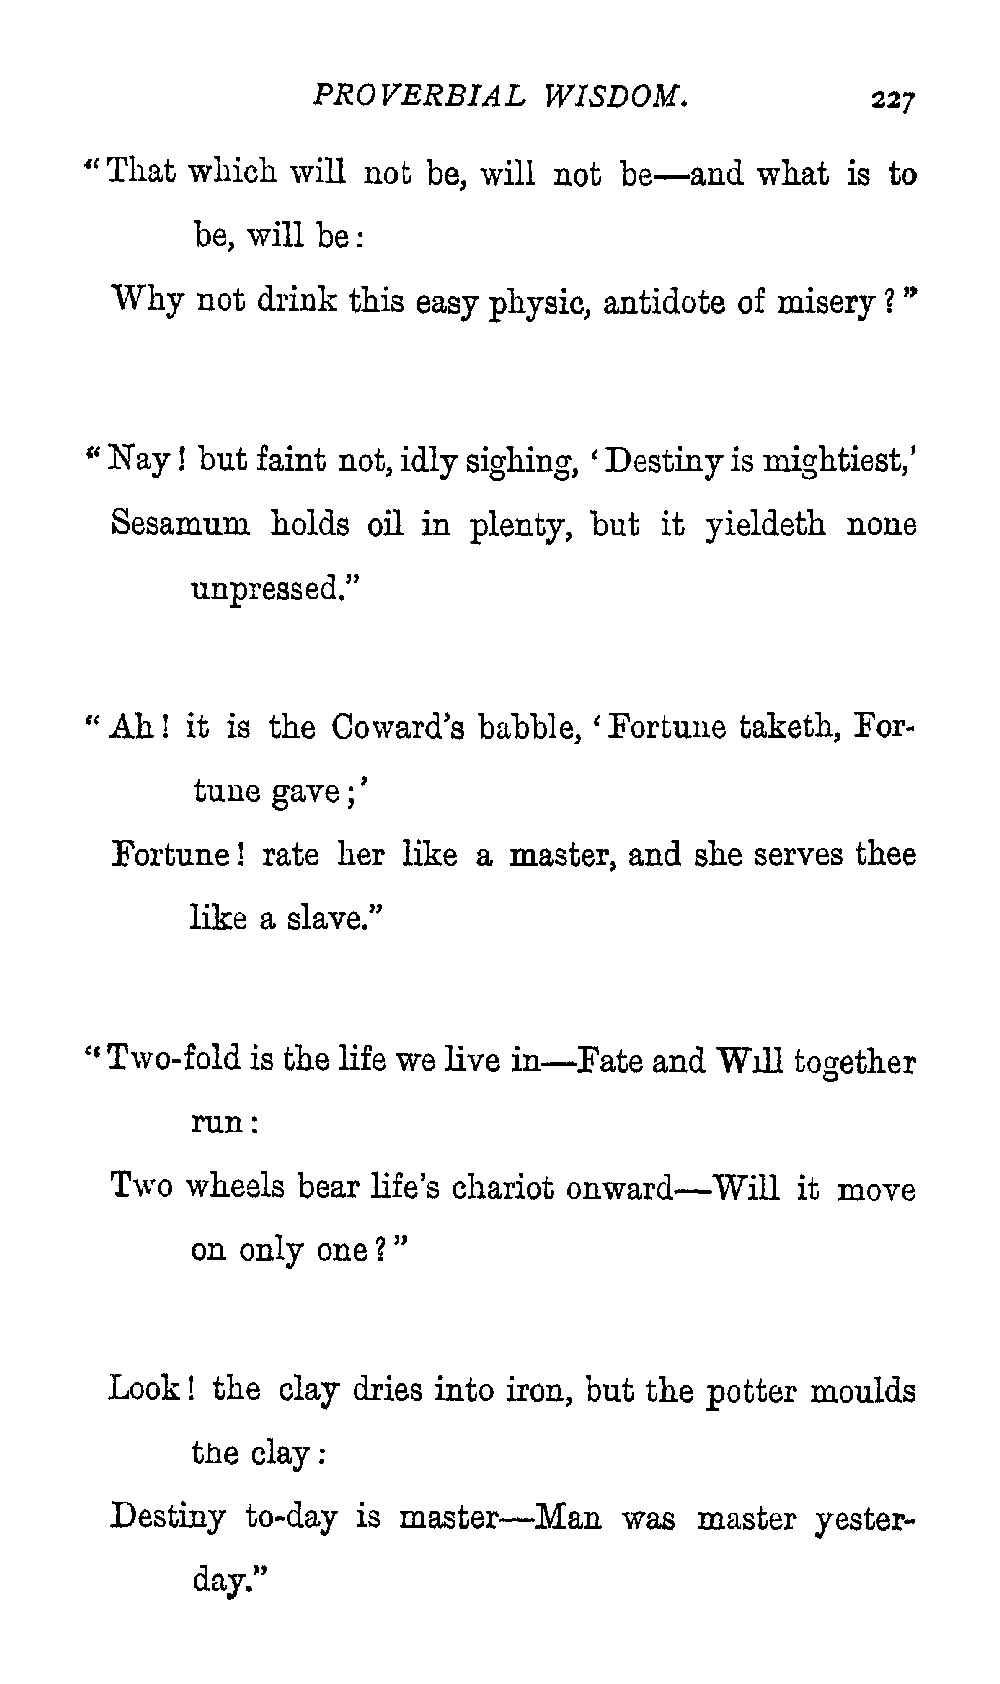 PROVERBIAL WISDOM. 227
"That which will not be, will not be—and what is to
be, will be:
Why not drink this easy physic, antidote of misery?"
"Nay! but faint not, idly sighing, 'Destiny is mightiest,'
Sesamum holds oil in plenty, but it yieldeth none
unpressed."
"Ah! it is the Coward's babble, 'Fortune taketh, For-
tune gave;'
Fortune! rate her like a master, and she serves thee
like a slave."
"Two-fold is the life we live in—Fate and Will together
run:
Two wheels bear life's chariot onward—Will it move
on only one?"
Look! the clay dries into iron, but the potter moulds
the clay:
Destiny to-day is master—Man was master yester-
day."